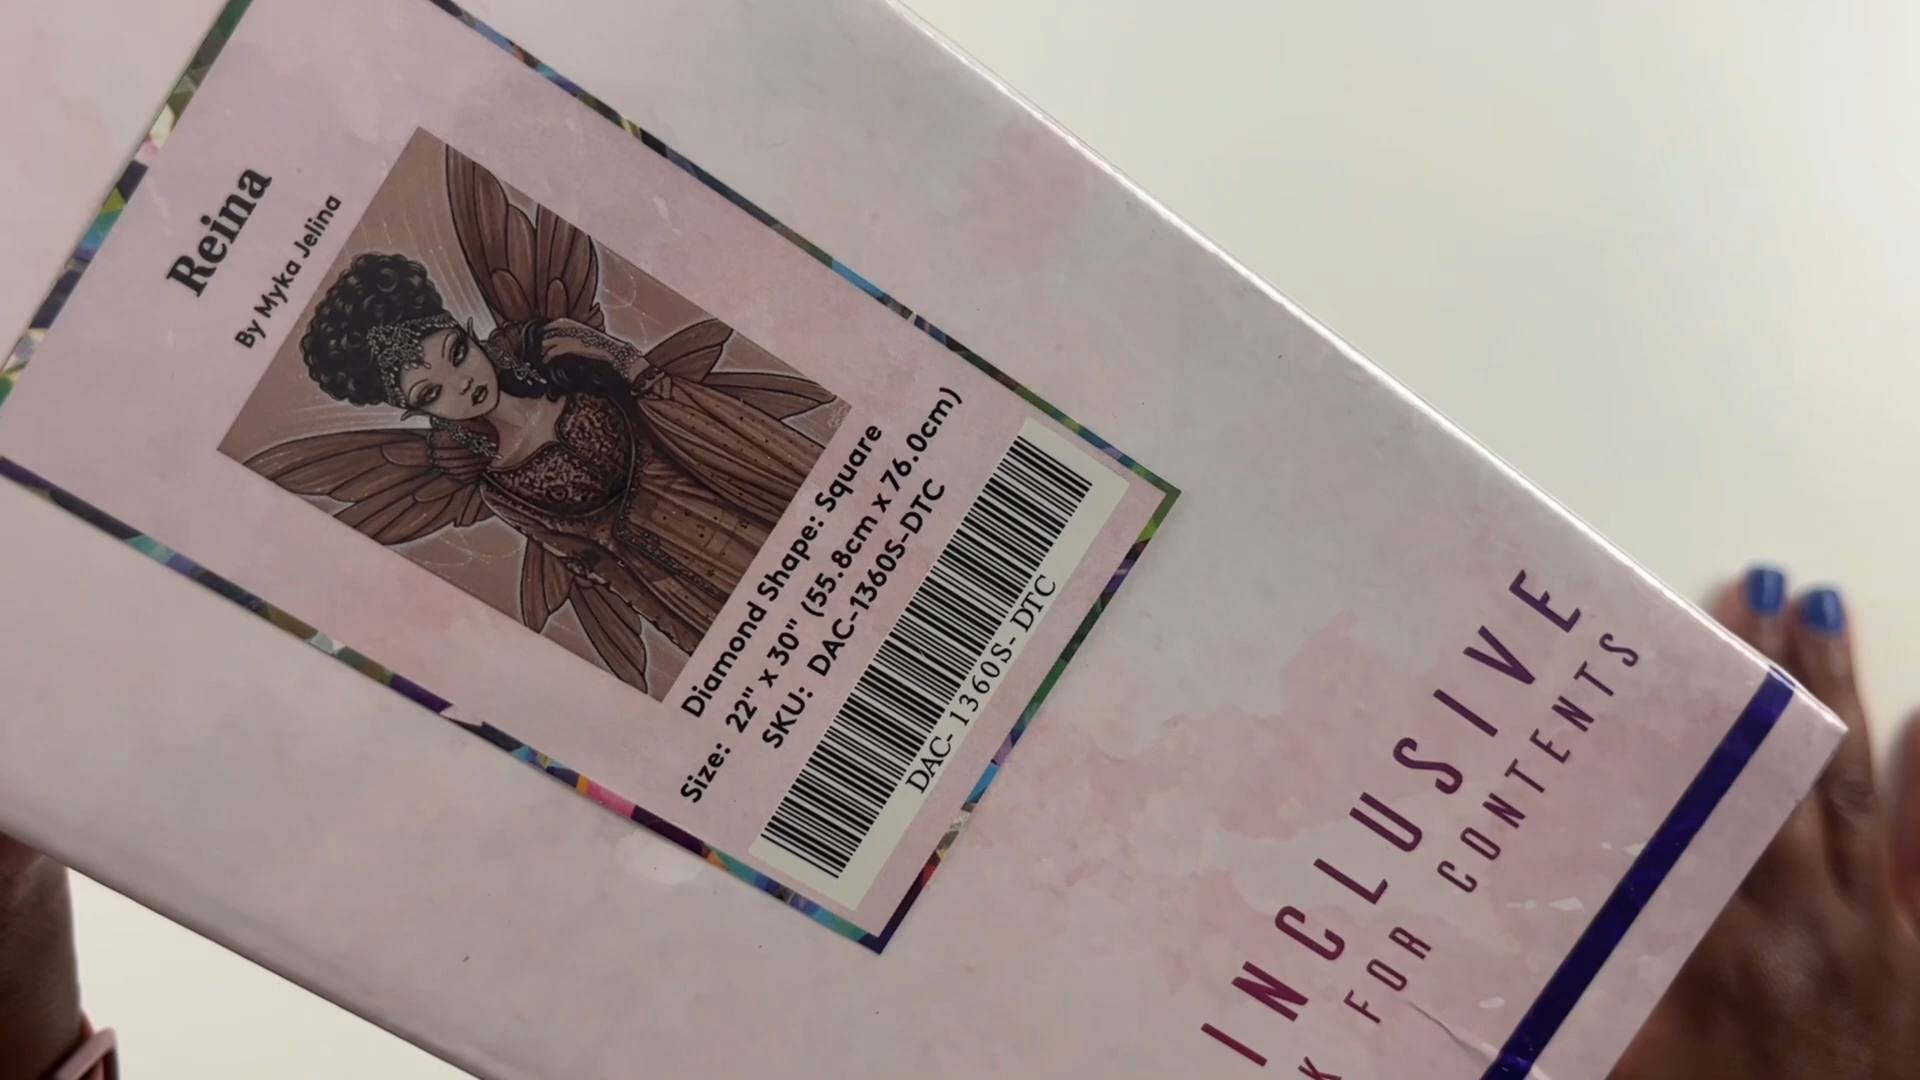 Reina
By Myka Jelina
Diamond Shape: Square
Size: 22" x 30" (55.8cm x 76.0cm)
SKU: DAC-1360S-DTC
DAC-1360S-DTC
INCLUSIVE
FOR CONTENTS